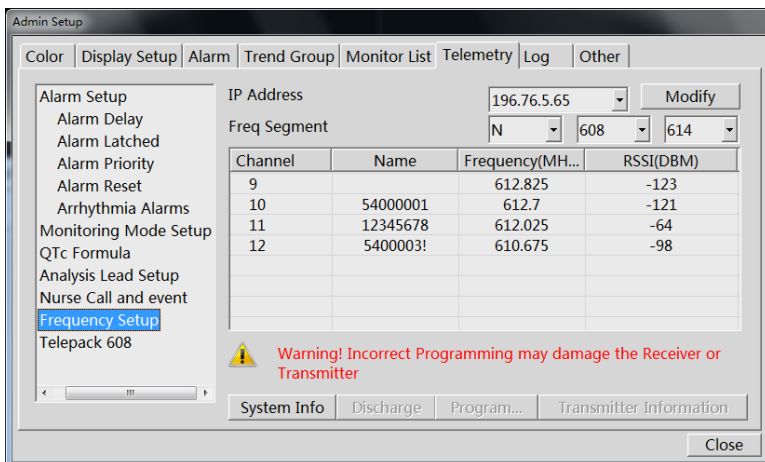 Admin Setup
Color Display Setup Alarm Trend Group Monitor List Telemetry Log Other
Alarm Setup
Alarm Delay
Alarm Latched
Alarm Priority
Alarm Reset
Arrhythmia Alarms
Monitoring Mode Setup
QTc Formula
Analysis Lead Setup
Nurse Call and event
Frequency Setup
Telepack 608
IP Address 196.76.5.65 Modify
Freq Segment N 608 614
Channel Name Frequency(MH... RSSI(DBM)
9 612.825 -123
10 54000001 612.7 -121
11 12345678 612.025 -64
12 5400003! 610.675 -98
Warning! Incorrect Programming may damage the Receiver or
Transmitter
System Info Discharge Program... Transmitter Information
Close